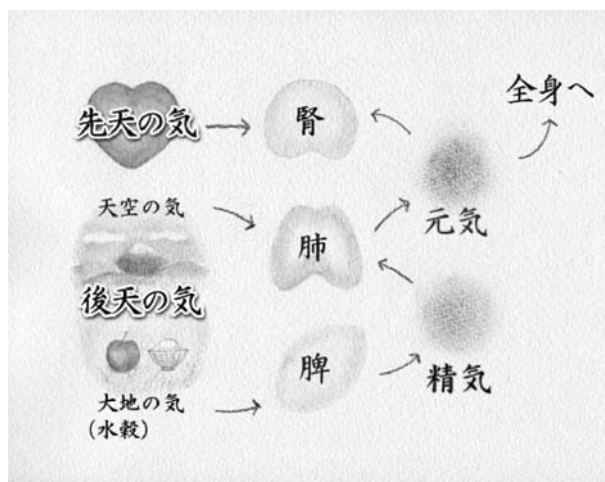 先天の気
腎
全身へ
元気
天空の気
肺
後天の気
精気
脾
大地の気
(水穀)